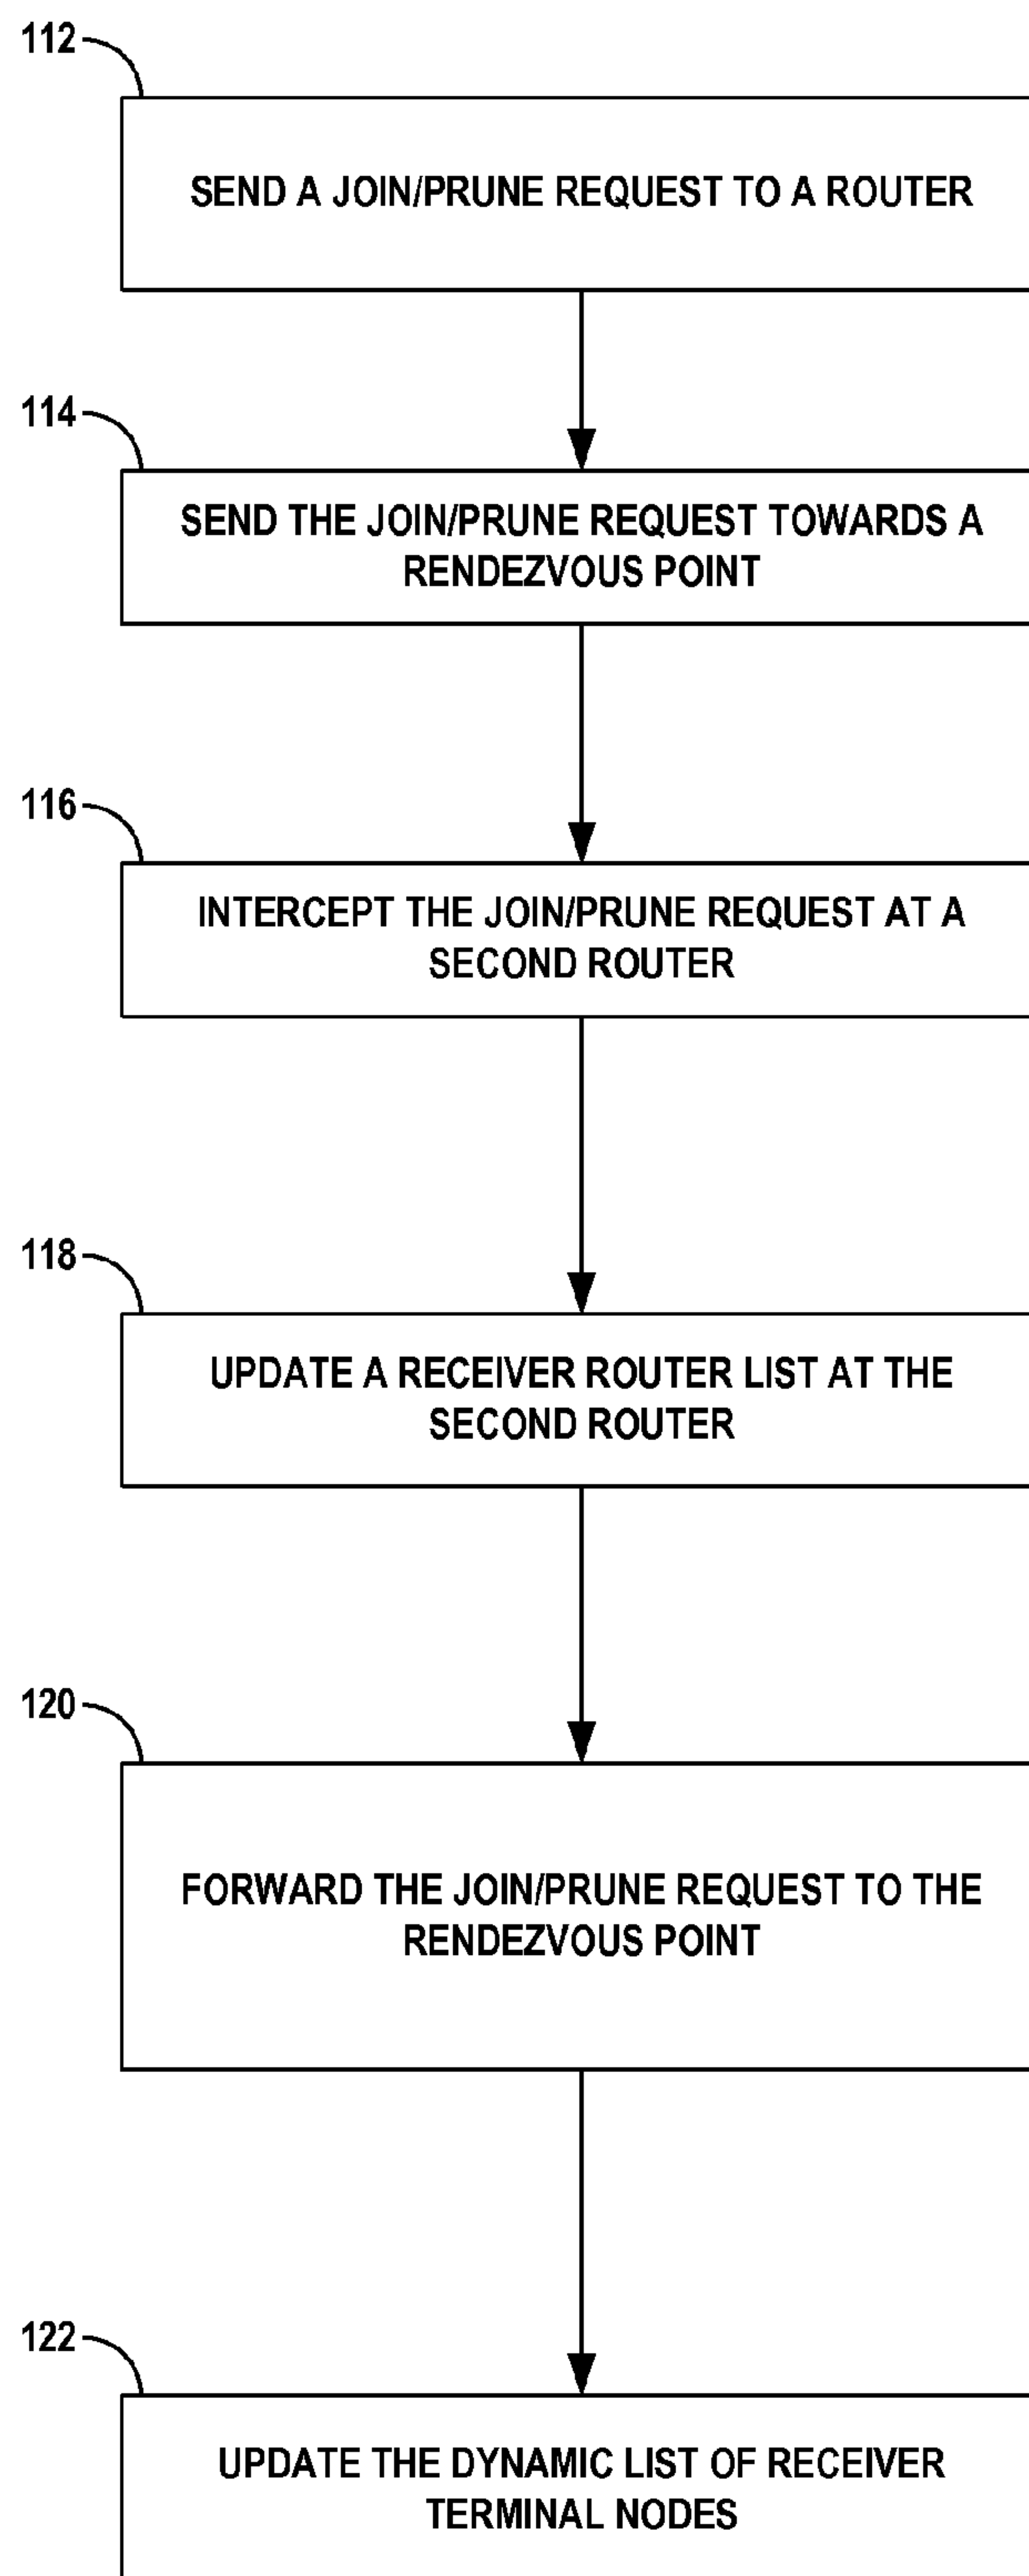 112
SEND A JOIN/PRUNE REQUEST TO A ROUTER
114
SEND THE JOIN/PRUNE REQUEST TOWARDS A
RENDEZVOUS POINT
116
INTERCEPT THE JOIN/PRUNE REQUEST AT A
SECOND ROUTER
118
UPDATE A RECEIVER ROUTER LIST AT THE
SECOND ROUTER
120
FORWARD THE JOIN/PRUNE REQUEST TO THE
RENDEZVOUS POINT
122
UPDATE THE DYNAMIC LIST OF RECEIVER
TERMINAL NODES